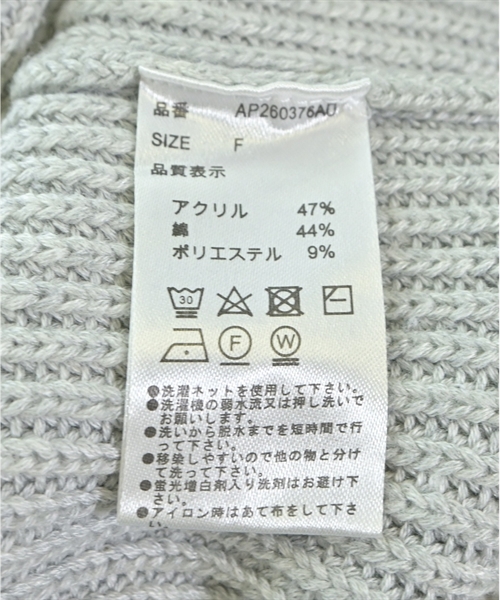 品番 AP260376AU
SIZE F
品質表示
アクリル 47%
綿 44%
ポリエステル 9%
30
F W
●洗濯ネットを使用して下さい。
●洗濯機の弱水流又は押し洗いで
お願いします。
●洗いから脱水までを短時間で行
って下さい。
●移染しやすいので他の物と分け
て洗って下さい。
●蛍光増白剤入り洗剤はお避け下
さい。
●アイロン時はあて布をして下さ
い。